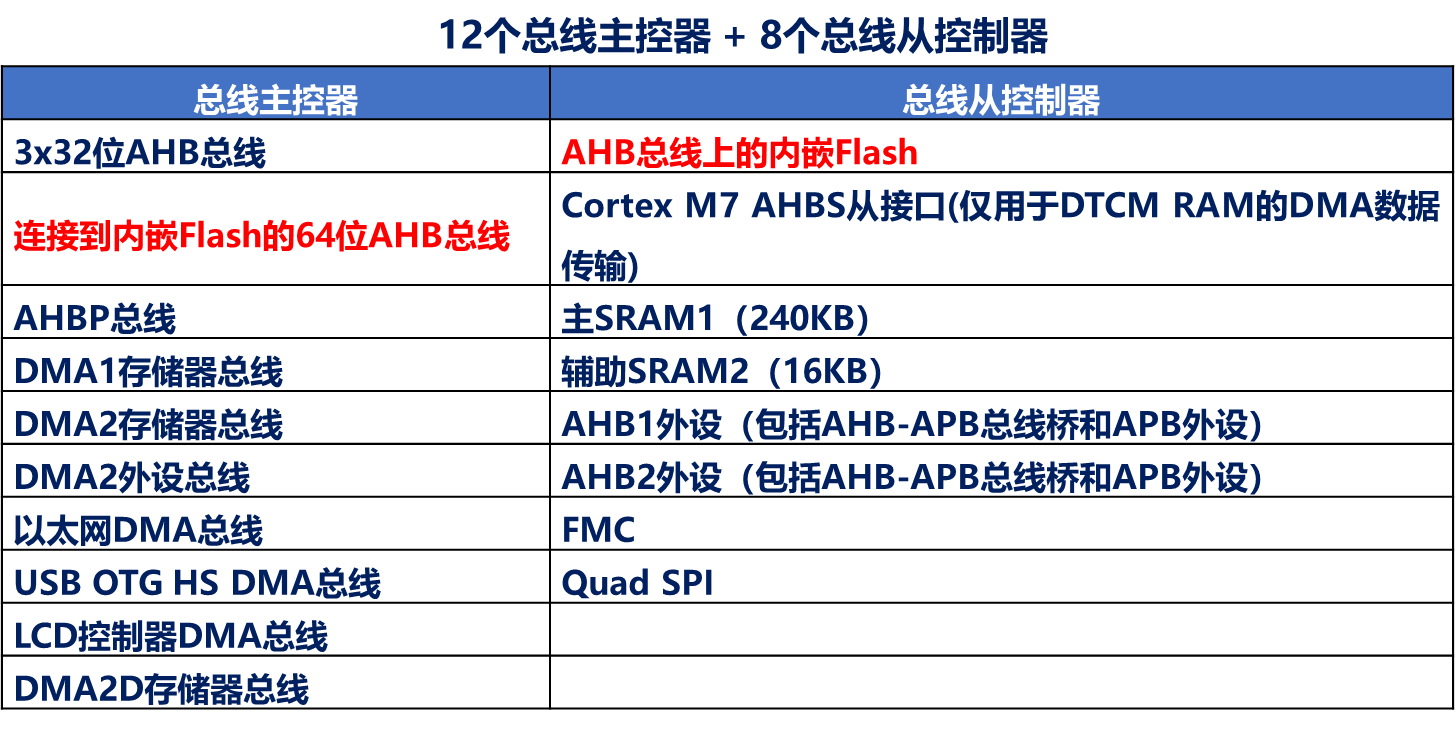 12个总线主控器 + 8个总线从控制器
总线主控器
总线从控制器
3x32位AHB总线
AHB总线上的内嵌Flash
连接到内嵌Flash的64位AHB总线
Cortex M7 AHBS从接口(仅用于DTCM RAM的DMA数据
传输)
AHBP总线
主SRAM1（240KB）
DMA1存储器总线
辅助SRAM2（16KB）
DMA2存储器总线
AHB1外设（包括AHB-APB总线桥和APB外设）
DMA2外设总线
AHB2外设（包括AHB-APB总线桥和APB外设）
以太网DMA总线
FMC
USB OTG HS DMA总线
Quad SPI
LCD控制器DMA总线
DMA2D存储器总线